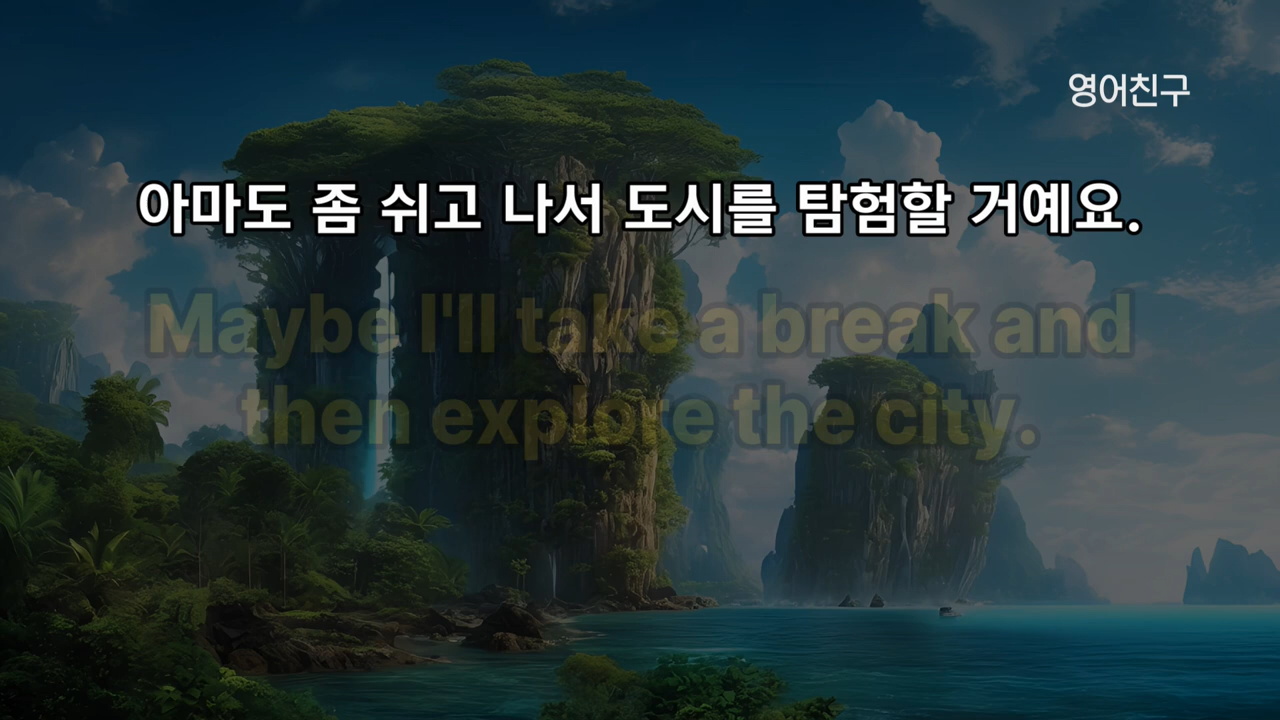 영어친구
아마도 좀 쉬고 나서 도시를 탐험할 거예요.
Maybe I'll take a break and
then explore the city.